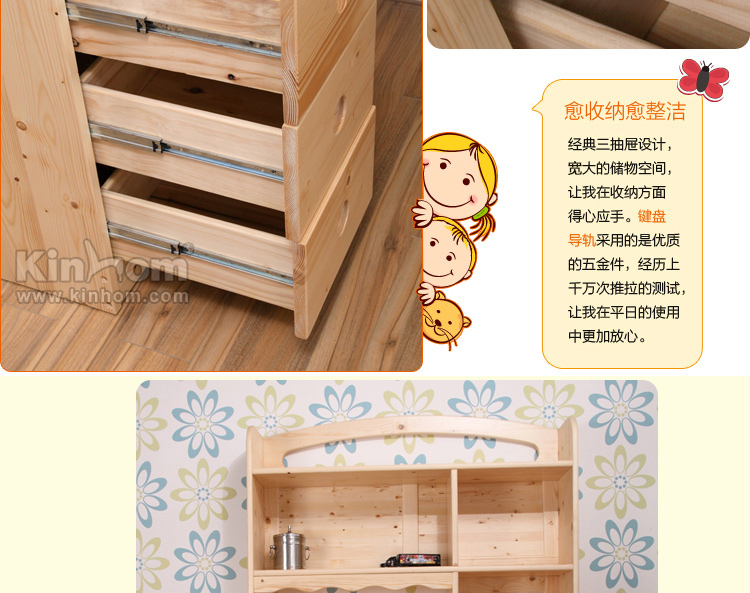 愈收纳愈整洁
经典三抽屉设计，
宽大的储物空间，
让我在收纳方面
得心应手。键盘
导轨采用的是优质
的五金件，经历上
千万次推拉的测试，
让我在平日的使用
中更加放心。
Kinhom
www.kinhom.com